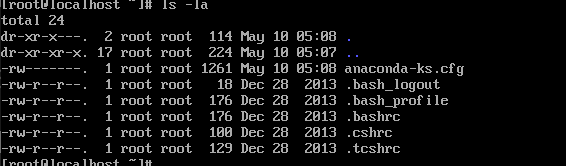 [root@localhost ~]# ls -la
total 24
dr-xr-x---.  2 root root  114 May 10 05:08 .
dr-xr-xr-x. 17 root root  224 May 10 05:07 ..
-rw-------.  1 root root 1261 May 10 05:08 anaconda-ks.cfg
-rw-r--r--.  1 root root   18 Dec 28  2013 .bash_logout
-rw-r--r--.  1 root root  176 Dec 28  2013 .bash_profile
-rw-r--r--.  1 root root  176 Dec 28  2013 .bashrc
-rw-r--r--.  1 root root  100 Dec 28  2013 .cshrc
-rw-r--r--.  1 root root  129 Dec 28  2013 .tcshrc
[root@localhost ~]#